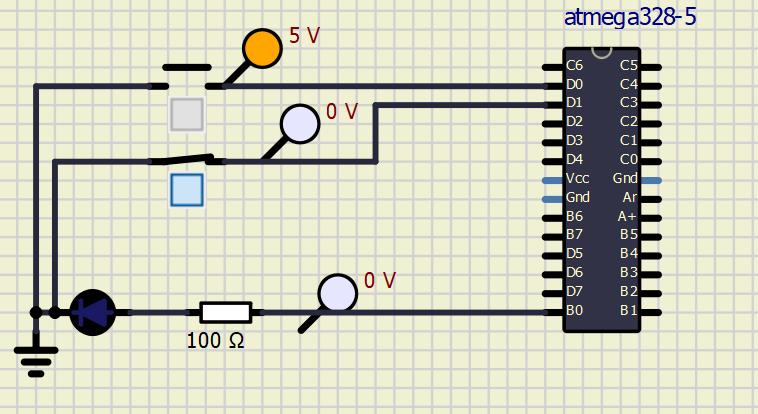 atmega328-5
5 V
0 V
0 V
100 Ω
C6 C5
D0 C4
D1 C3
D2 C2
D3 C1
D4 C0
Vcc Gnd
Gnd Ar
B6 A+
B7 B5
D5 B4
D6 B3
D7 B2
B0 B1